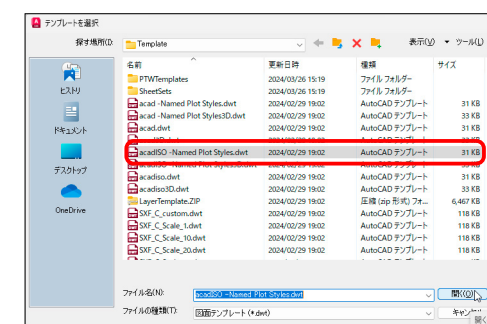 テンプレートを選択
探す場所(I): Template 表示(V) ツール(L)
名前 更新日時 種類 サイズ
PTWTemplates 2024/03/26 15:19 ファイル フォルダー
SheetSets 2024/03/26 15:19 ファイル フォルダー
acad -Named Plot Styles.dwt 2024/02/29 19:02 AutoCAD テンプレート 31 KB
acad -Named Plot Styles3D.dwt 2024/02/29 19:02 AutoCAD テンプレート 33 KB
acad.dwt 2024/02/29 19:02 AutoCAD テンプレート 31 KB
acadISO -Named Plot Styles.dwt 2024/02/29 19:02 AutoCAD テンプレート 31 KB
acadiso.dwt 2024/02/29 19:02 AutoCAD テンプレート 31 KB
acadiso3D.dwt 2024/02/29 19:02 AutoCAD テンプレート 33 KB
LayerTemplate.ZIP 2024/02/29 19:02 圧縮 (zip 形式) フォ... 6,467 KB
SXF_C_custom.dwt 2024/02/29 19:02 AutoCAD テンプレート 118 KB
SXF_C_Scale_1.dwt 2024/02/29 19:02 AutoCAD テンプレート 118 KB
SXF_C_Scale_10.dwt 2024/02/29 19:02 AutoCAD テンプレート 118 KB
SXF_C_Scale_20.dwt 2024/02/29 19:02 AutoCAD テンプレート 118 KB
ヒストリ
ドキュメント
デスクトップ
OneDrive
ファイル名(N): acadISO -Named Plot Styles.dwt 開く(O)
ファイルの種類(T): 図面テンプレート (*.dwt) キャンセル